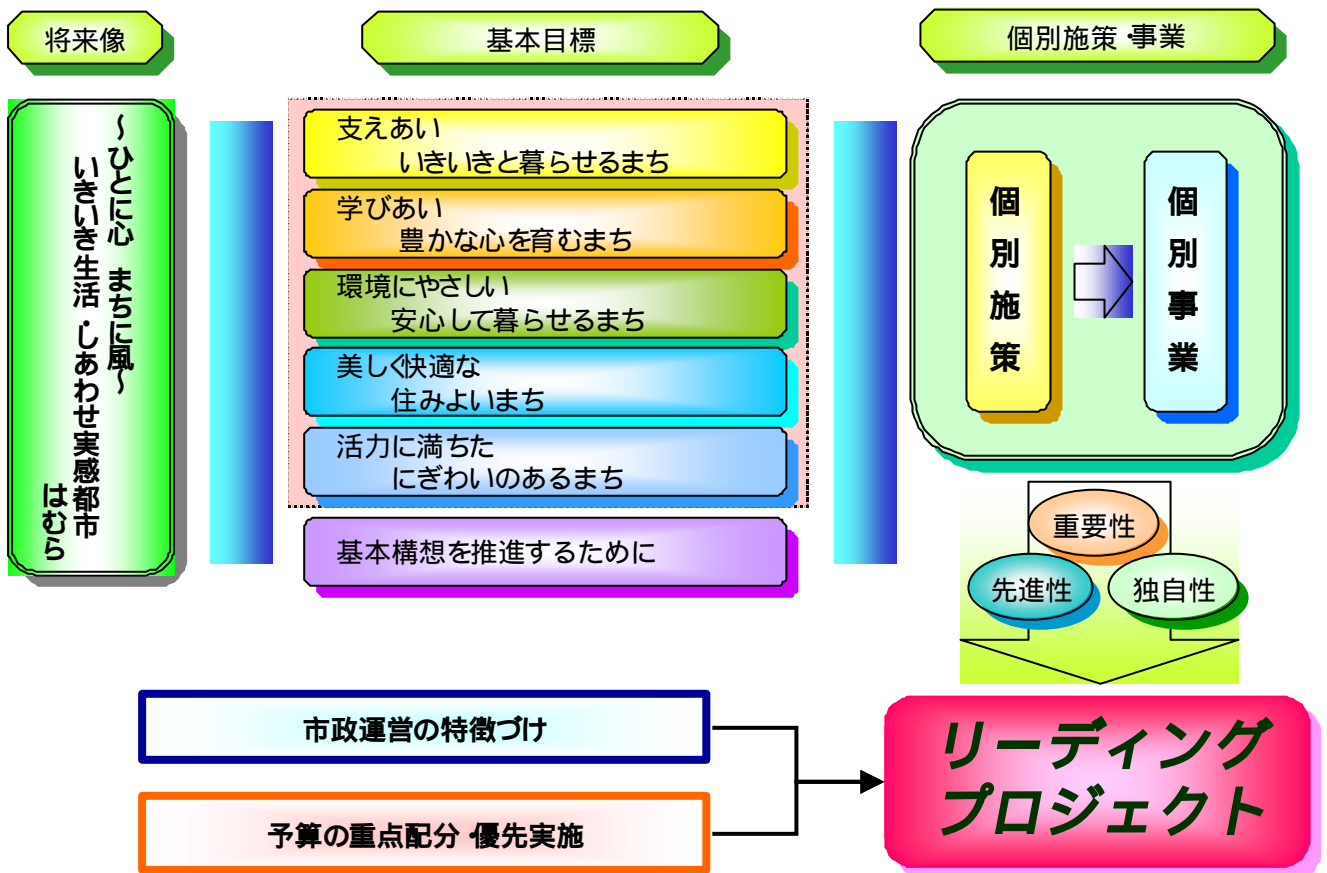 将来像
基本目標
個別施策・事業
～ひとに心 まちに風～
いきいき生活・しあわせ実感都市
はむら
支えあい
いきいきと暮らせるまち
学びあい
豊かな心を育むまち
環境にやさしい
安心して暮らせるまち
美しく快適な
住みよいまち
活力に満ちた
にぎわいのあるまち
基本構想を推進するために
個別施策
個別事業
重要性
先進性
独自性
市政運営の特徴づけ
予算の重点配分・優先実施
リーディング
プロジェクト